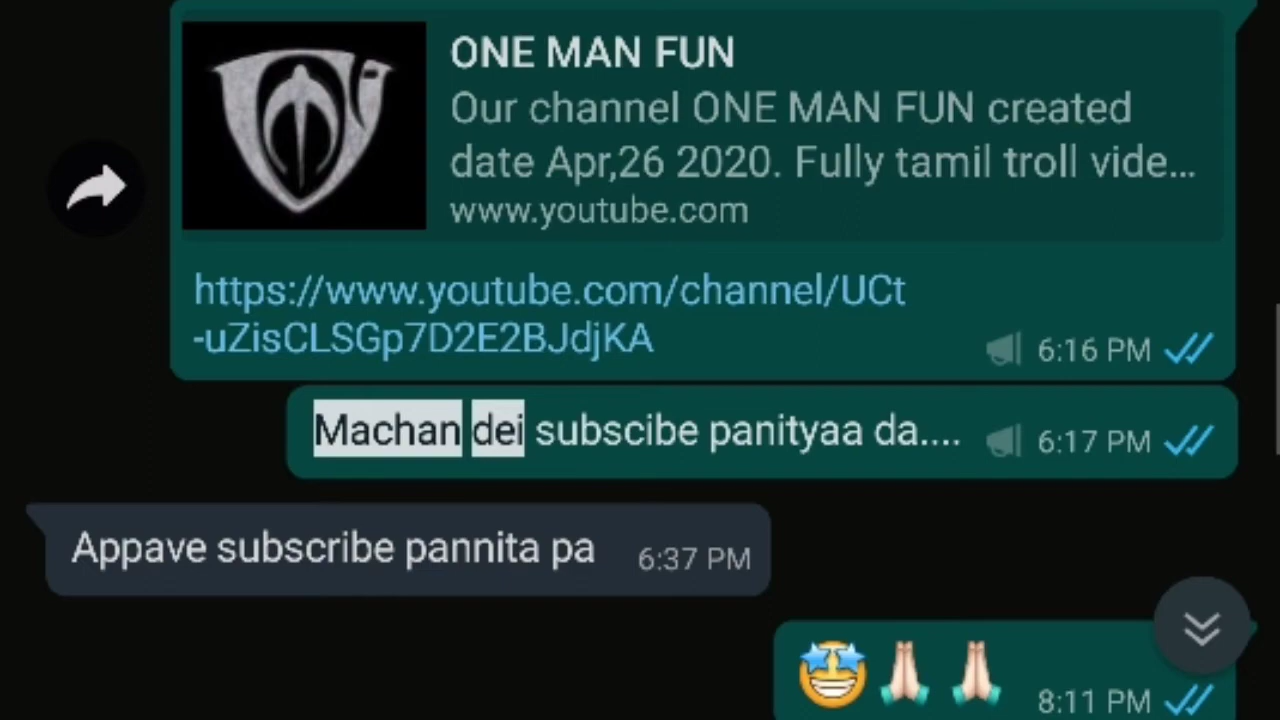 ONE MAN FUN
Our channel ONE MAN FUN created
date Apr,26 2020. Fully tamil troll vide...
www.youtube.com
https://www.youtube.com/channel/UCt
-uZisCLSGp7D2E2BJdjKA
6:16 PM
Machan dei subscibe panityaa da.... 6:17 PM
Appave subscribe pannita pa 6:37 PM
🤩🙏🏻 🙏🏻 8:11 PM